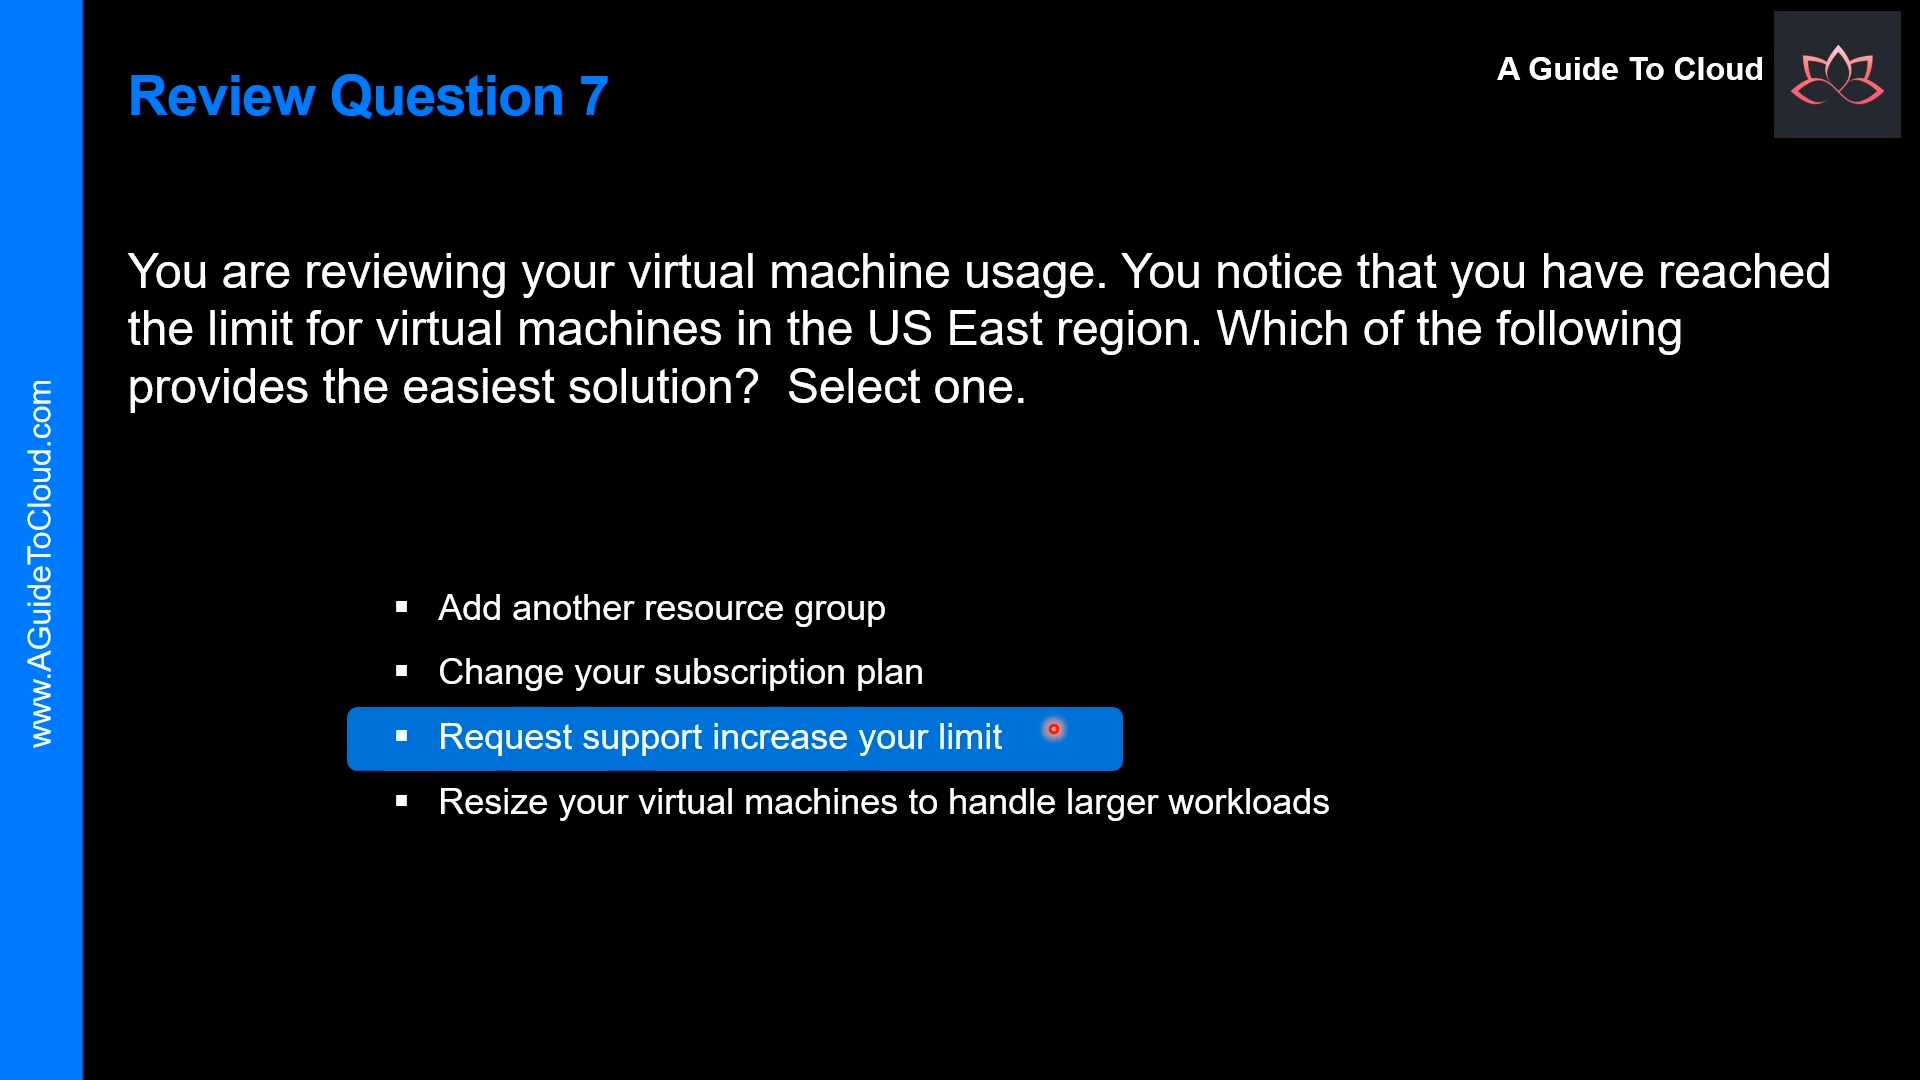 Review Question 7
A Guide To Cloud
You are reviewing your virtual machine usage. You notice that you have reached
the limit for virtual machines in the US East region. Which of the following
provides the easiest solution?  Select one.
▪ Add another resource group
▪ Change your subscription plan
▪ Request support increase your limit
▪ Resize your virtual machines to handle larger workloads
www.AGuideToCloud.com